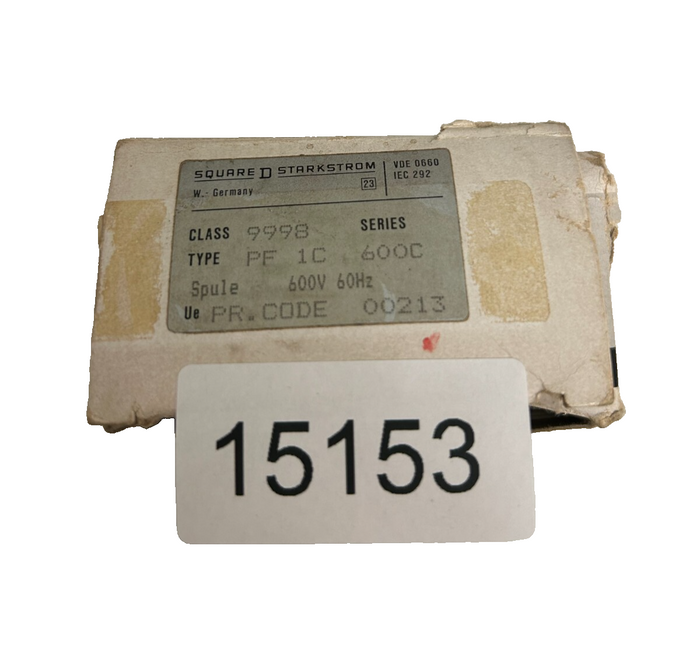 SQUARE D STARKSTROM
VDE 0660
IEC 292
W.- Germany
23
CLASS 9998 SERIES
TYPE PF 1C 600C
Spule 600V 60Hz
Ue PR.CODE 00213
15153